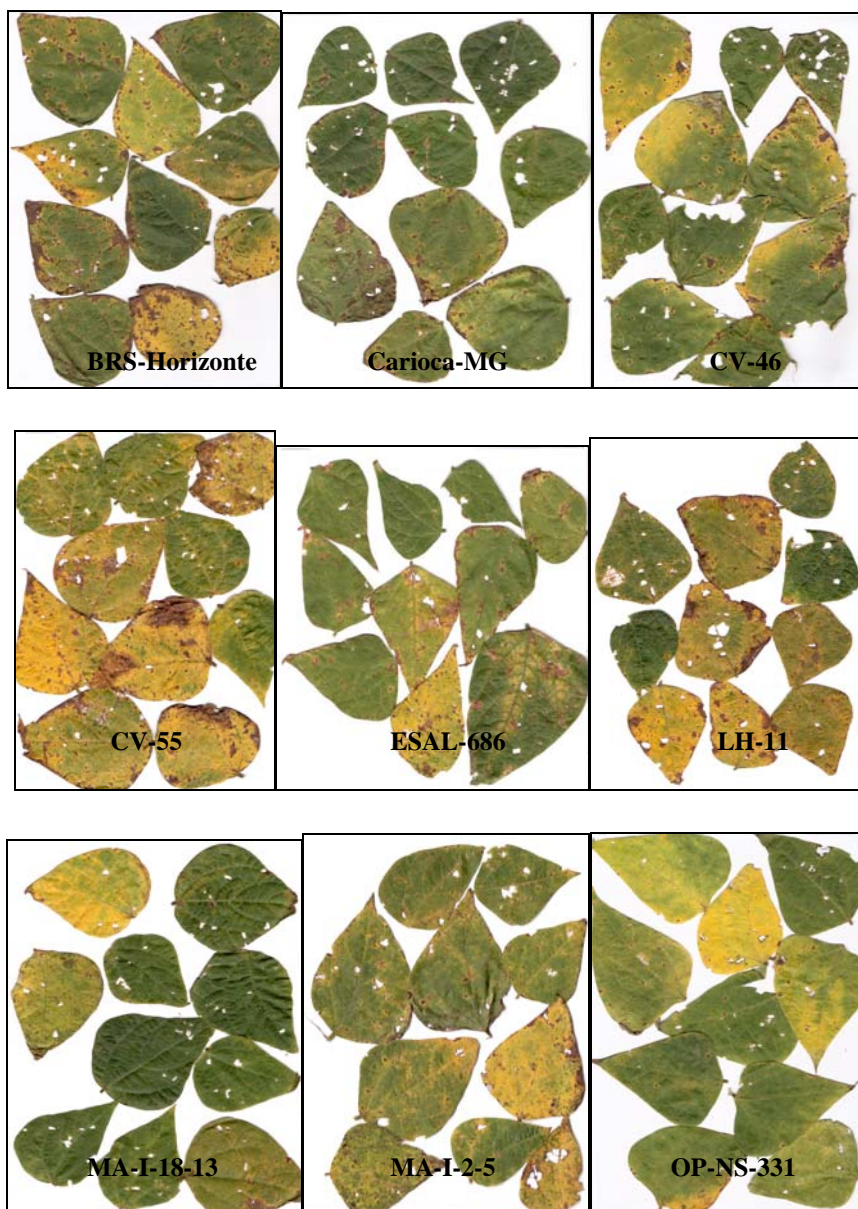 BRS-Horizonte
Carioca-MG
CV-46
CV-55
ESAL-686
LH-11
MA-I-18-13
MA-I-2-5
OP-NS-331